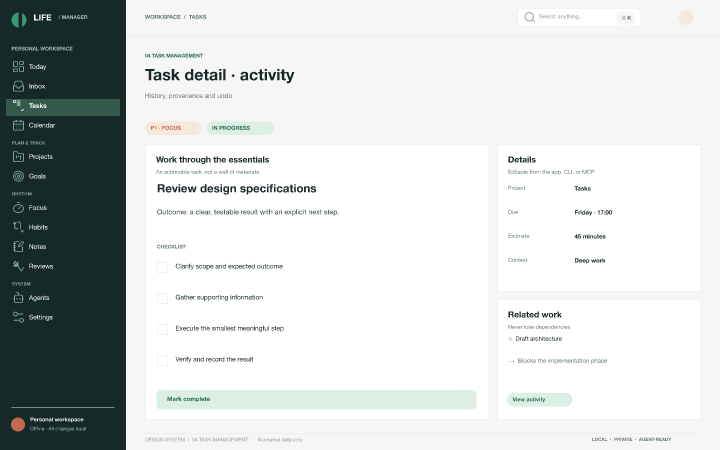 LIFE / MANAGER
PERSONAL WORKSPACE
Today
Inbox
Tasks
Calendar
PLAN & TRACK
Projects
Goals
RHYTHM
Focus
Habits
Notes
Reviews
SYSTEM
Agents
Settings
Personal workspace
Offline · All changes local
WORKSPACE / TASKS
Search anything...
⌘ K
04 TASK MANAGEMENT
Task detail · activity
History, provenance and undo
P1 · FOCUS
IN PROGRESS
Work through the essentials
An actionable task, not a wall of metadata
Review design specifications
Outcome: a clear, testable result with an explicit next step.
CHECKLIST
Clarify scope and expected outcome
Gather supporting information
Execute the smallest meaningful step
Verify and record the result
Mark complete
Details
Editable from the app, CLI, or MCP
Project Tasks
Due Friday · 17:00
Estimate 45 minutes
Context Deep work
Related work
Never lose dependencies
○ Draft architecture
→ Blocks the implementation phase
View activity
DESIGN SYSTEM / 04 TASK MANAGEMENT · Illustrative data only
LOCAL · PRIVATE · AGENT-READY